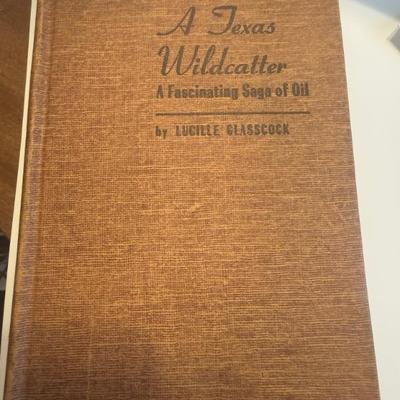 A Texas
Wildcatter
A Fascinating Saga of Oil
by LUCILLE GLASSCOCK